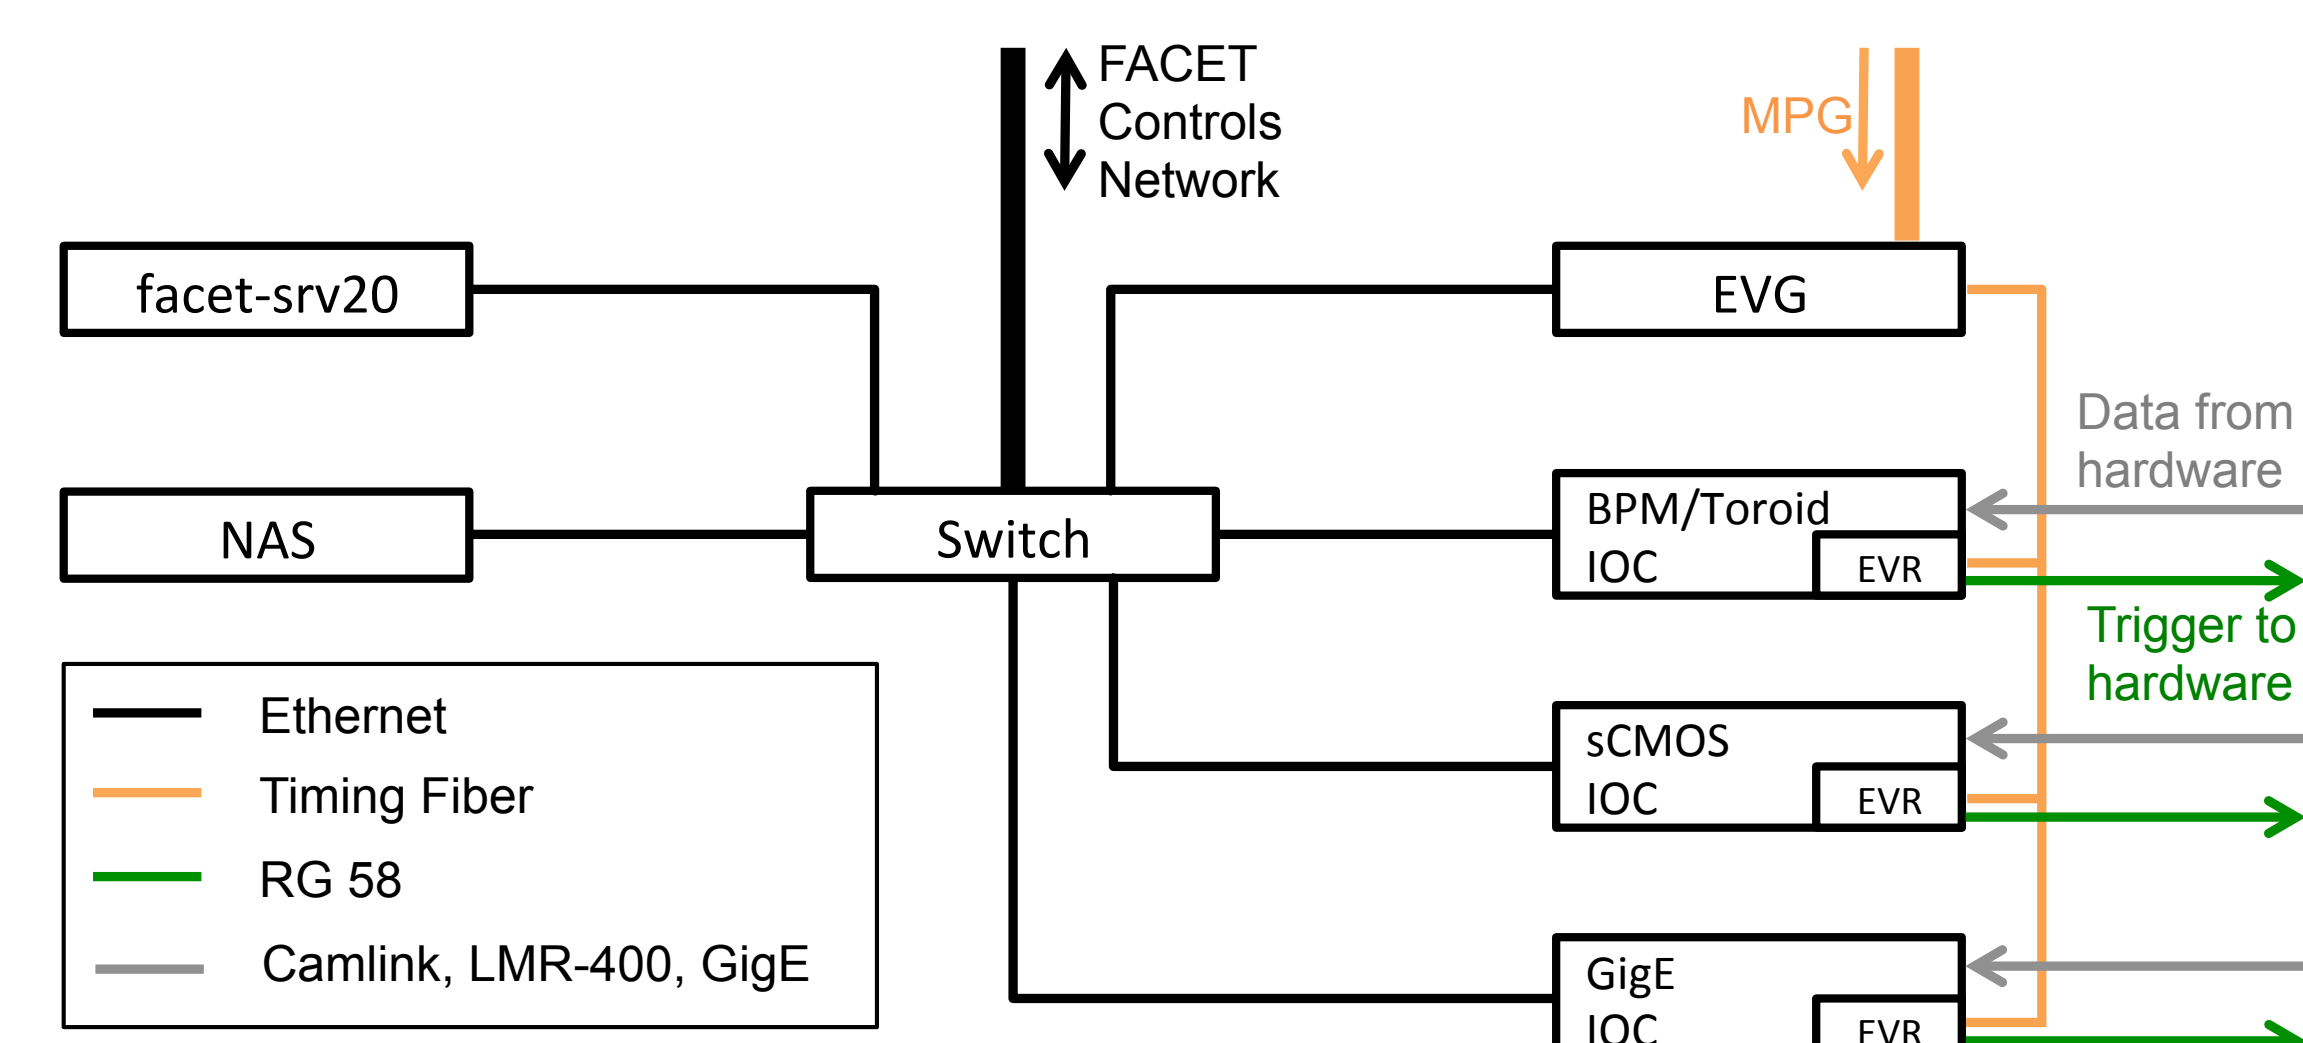 FACET
Controls
Network
MPG
facet-srv20
EVG
Data from
hardware
NAS
Switch
BPM/Toroid
IOC
EVR
Trigger to
hardware
Ethernet
Timing Fiber
RG 58
Camlink, LMR-400, GigE
sCMOS
IOC
EVR
GigE
IOC
EVR